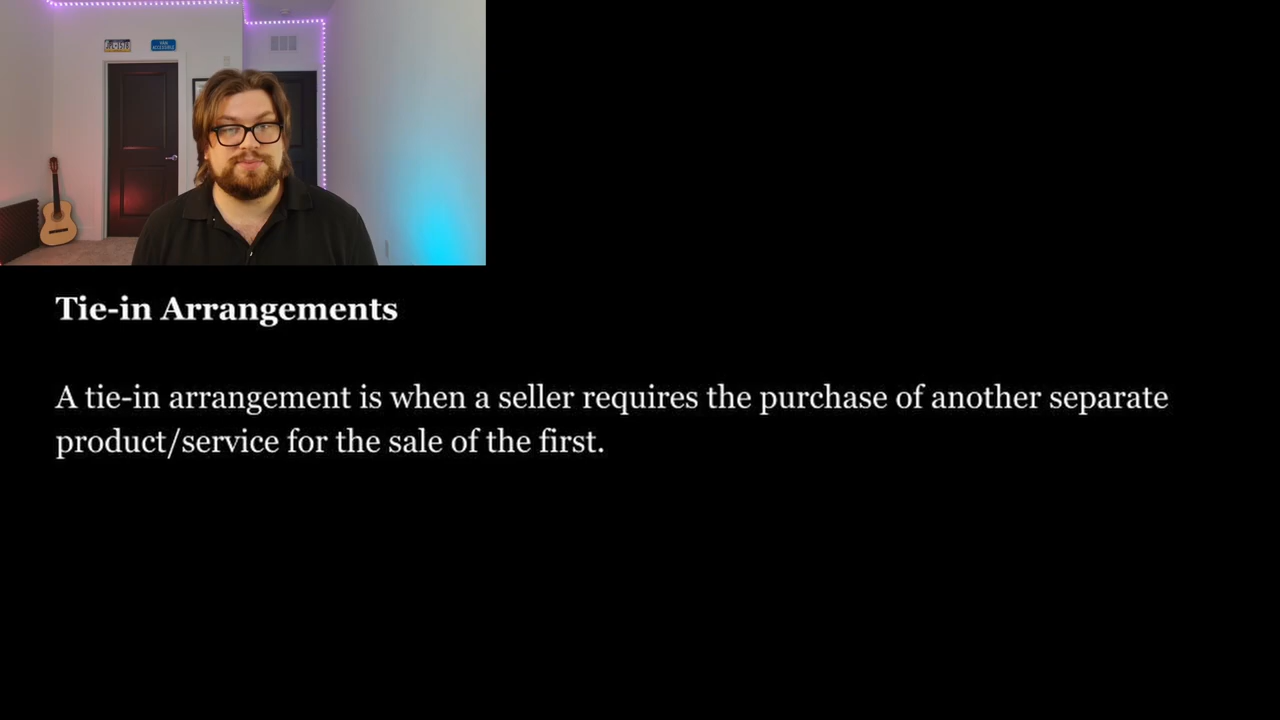 Tie-in Arrangements
A tie-in arrangement is when a seller requires the purchase of another separate
product/service for the sale of the first.